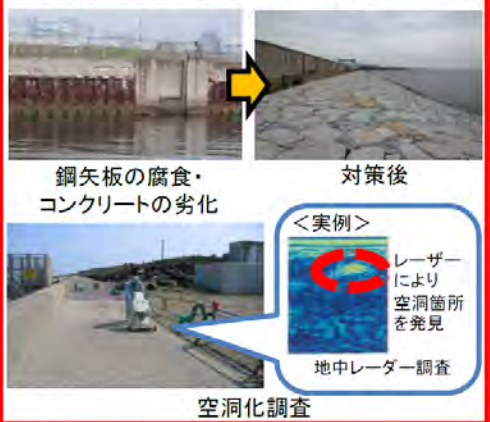 鋼矢板の腐食・
コンクリートの劣化
対策後
＜実例＞
レーザー
により
空洞箇所
を発見
地中レーダー調査
空洞化調査